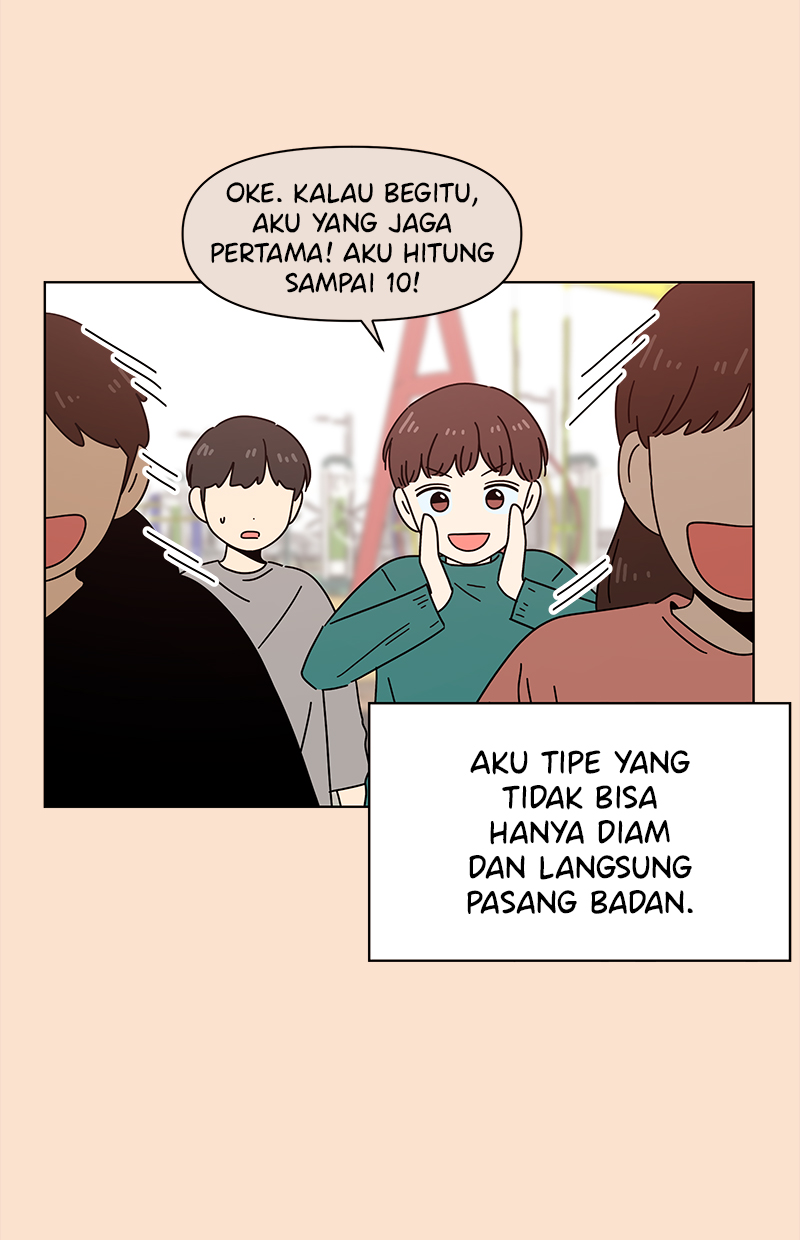 OKE. KALAU BEGITU,
AKU YANG JAGA
PERTAMA! AKU HITUNG
SAMPAI 10!
AKU TIPE YANG
TIDAK BISA
HANYA DIAM
DAN LANGSUNG
PASANG BADAN.